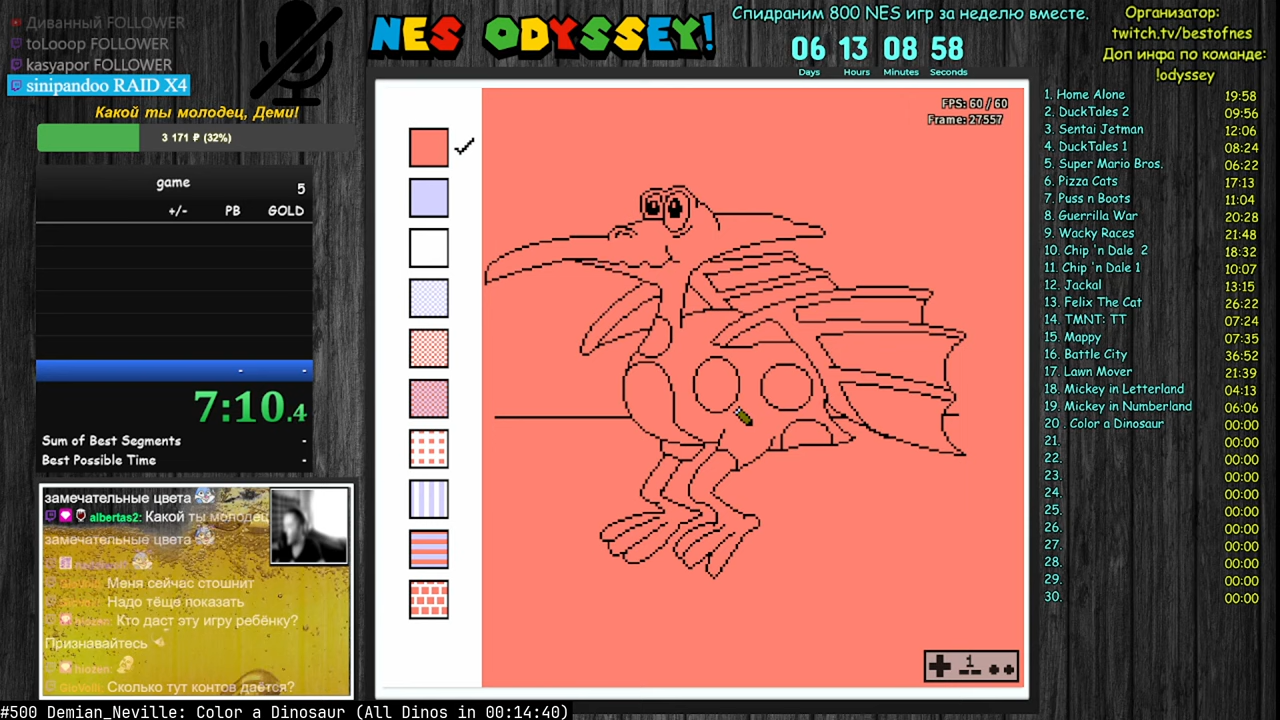 Диванный FOLLOWER
toLooop FOLLOWER
kasyapor FOLLOWER
sinipandoo RAID X4
Какой ты молодец, Деми!
3 171 ₽ (32%)
game 5
+/- PB GOLD
- -
7:10.4
Sum of Best Segments -
Best Possible Time -
замечательные цвета
albertas2: Какой ты молодец
замечательные цвета
Меня сейчас стошнит
Надо тёще показать
Кто даст эту игру ребёнку?
Признавайтесь
hlozen:
GloVolli: Сколько тут контов даётся?
NES ODYSSEY!
Спидраним 800 NES игр за неделю вместе.
06 13 08 58
Days Hours Minutes Seconds
FPS: 60 / 60
Frame: 27557
1
Организатор:
twitch.tv/bestofnes
Доп инфа по команде:
!odyssey
1. Home Alone 19:58
2. DuckTales 2 09:56
3. Sentai Jetman 12:06
4. DuckTales 1 08:24
5. Super Mario Bros. 06:22
6. Pizza Cats 17:13
7. Puss n Boots 11:04
8. Guerrilla War 20:28
9. Wacky Races 21:48
10. Chip 'n Dale 2 18:32
11. Chip 'n Dale 1 10:07
12. Jackal 13:15
13. Felix The Cat 26:22
14. TMNT: TT 07:24
15. Mappy 07:35
16. Battle City 36:52
17. Lawn Mover 21:39
18. Mickey in Letterland 04:13
19. Mickey in Numberland 06:06
20 . Color a Dinosaur 00:00
21. 00:00
22. 00:00
23. 00:00
24. 00:00
25. 00:00
26. 00:00
27. 00:00
28. 00:00
29. 00:00
30. 00:00
#500 Demian_Neville: Color a Dinosaur (All Dinos in 00:14:40)